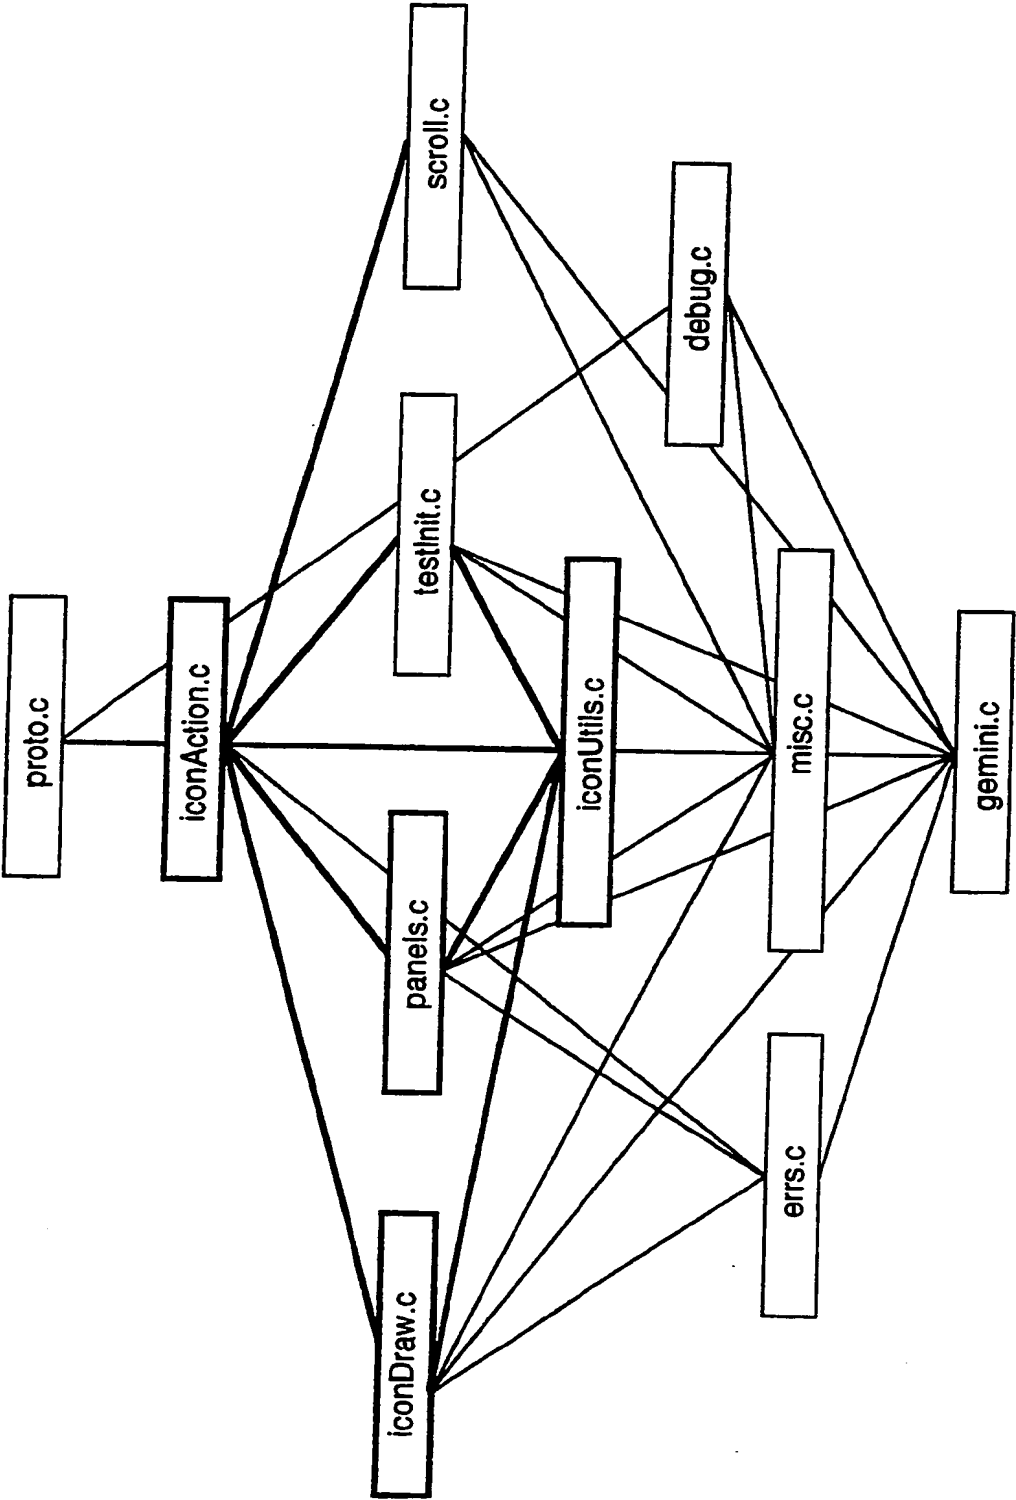 proto.c
iconAction.c
iconDraw.c
panels.c
testInit.c
scroll.c
iconUtils.c
debug.c
errs.c
misc.c
gemini.c